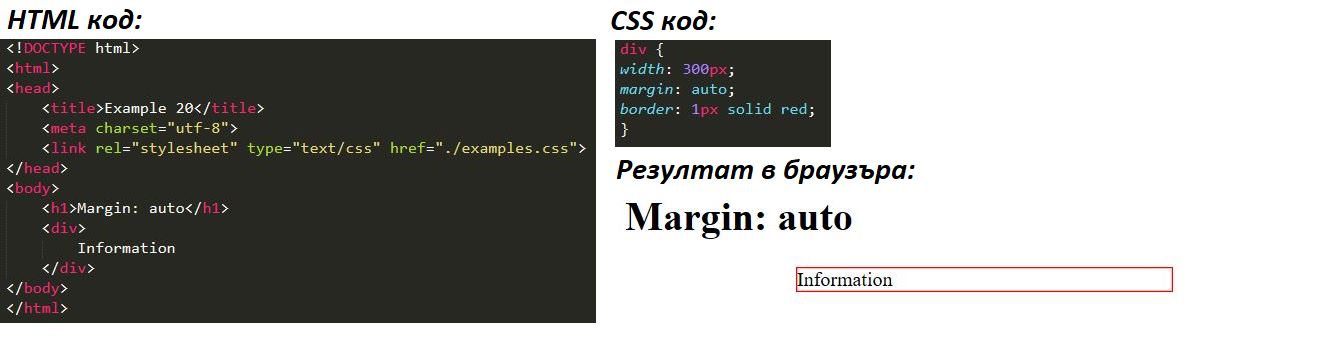 HTML код:
<!DOCTYPE html>
<html>
<head>
    <title>Example 20</title>
    <meta charset="utf-8">
    <link rel="stylesheet" type="text/css" href="./examples.css">
</head>
<body>
    <h1>Margin: auto</h1>
    <div>
        Information
    </div>
</body>
</html>
CSS код:
div {
width: 300px;
margin: auto;
border: 1px solid red;
}
Резултат в браузъра:
Margin: auto
Information